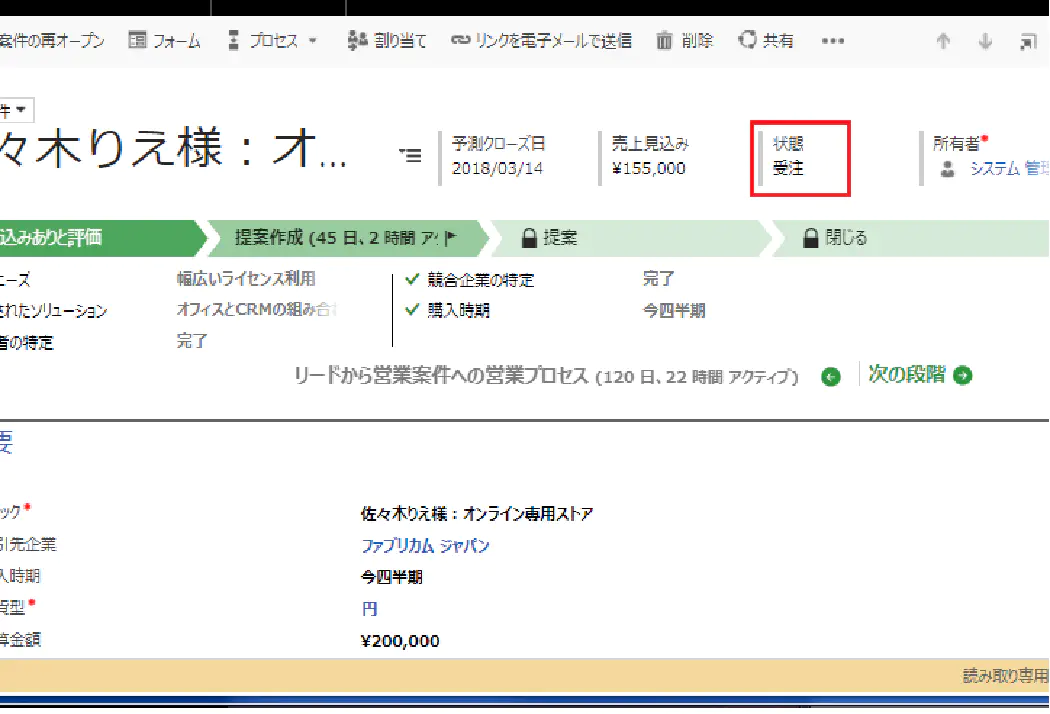 案件の再オープン フォーム プロセス 割り当て リンクを電子メールで送信 削除 共有 •••
件
々木りえ様：オ...
予測クローズ日 売上見込み 状態 所有者*
2018/03/14 ¥155,000 受注 システム 管理
込みありと評価 提案作成 (45 日、2 時間 ア 提案 閉じる
ニーズ 幅広いライセンス利用 競合企業の特定 完了
されたソリューション オフィスとCRMの組み合わ 購入時期 今四半期
者の特定 完了
リードから営業案件への営業プロセス (120 日、22 時間 アクティブ) 次の段階
要
ック* 佐々木りえ様：オンライン専用ストア
引先企業 ファブリカム ジャパン
入時期 今四半期
貨型* 円
算金額 ¥200,000
読み取り専用